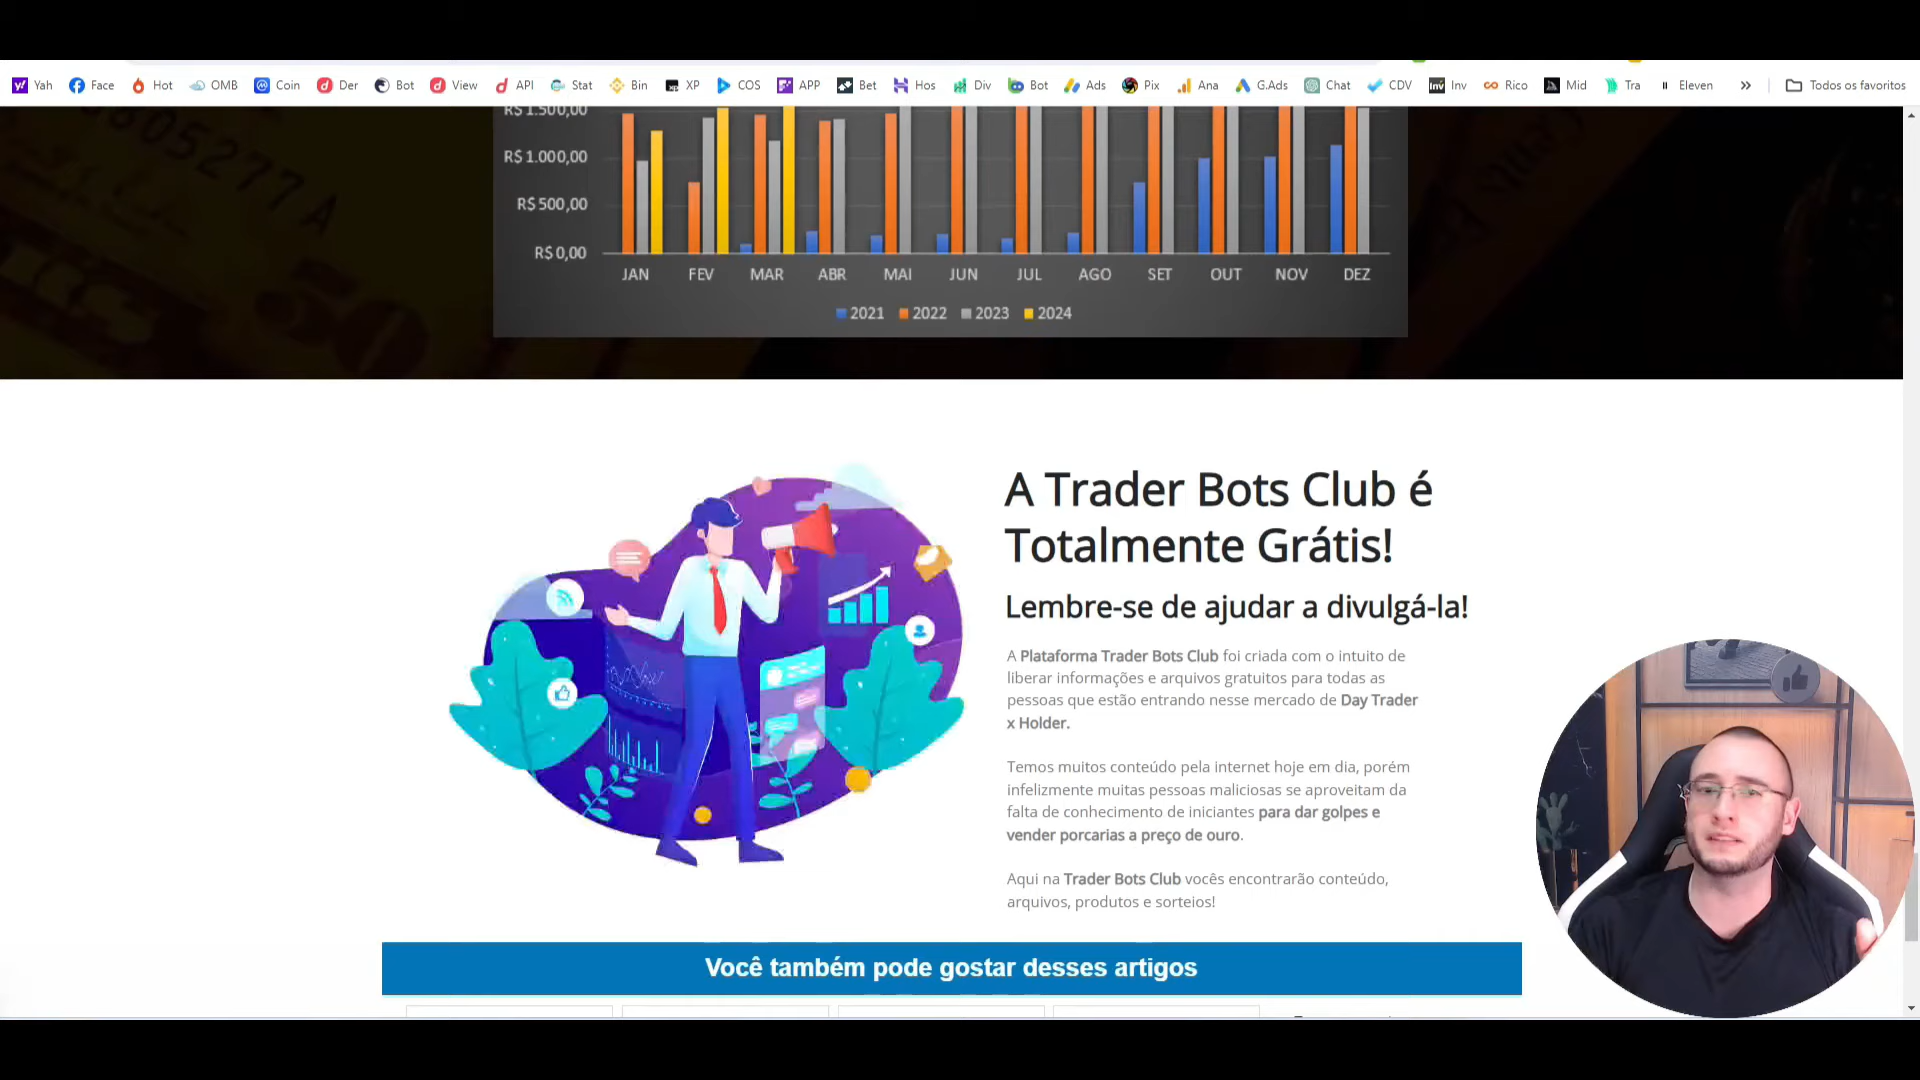 Yah Face Hot OMB Coin Der Bot View API Stat Bin XP COS APP Bet Hos Div Bot Ads Pix Ana G.Ads Chat CDV Inv Rico Mid Tra Eleven » Todos os favoritos
R$ 1.500,00
R$ 1.000,00
R$ 500,00
R$ 0,00
JAN FEV MAR ABR MAI JUN JUL AGO SET OUT NOV DEZ
2021 2022 2023 2024
A Trader Bots Club é
Totalmente Grátis!
Lembre-se de ajudar a divulgá-la!
A Plataforma Trader Bots Club foi criada com o intuito de
liberar informações e arquivos gratuitos para todas as
pessoas que estão entrando nesse mercado de Day Trader
x Holder.
Temos muitos conteúdo pela internet hoje em dia, porém
infelizmente muitas pessoas maliciosas se aproveitam da
falta de conhecimento de iniciantes para dar golpes e
vender porcarias a preço de ouro.
Aqui na Trader Bots Club vocês encontrarão conteúdo,
arquivos, produtos e sorteios!
Você também pode gostar desses artigos